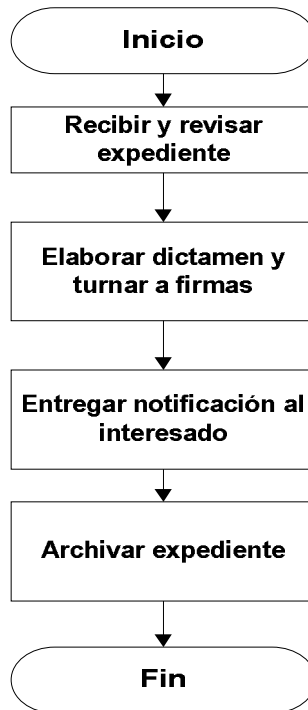 Inicio
Recibir y revisar
expediente
Elaborar dictamen y
turnar a firmas
Entregar notificación al
interesado
Archivar expediente
Fin